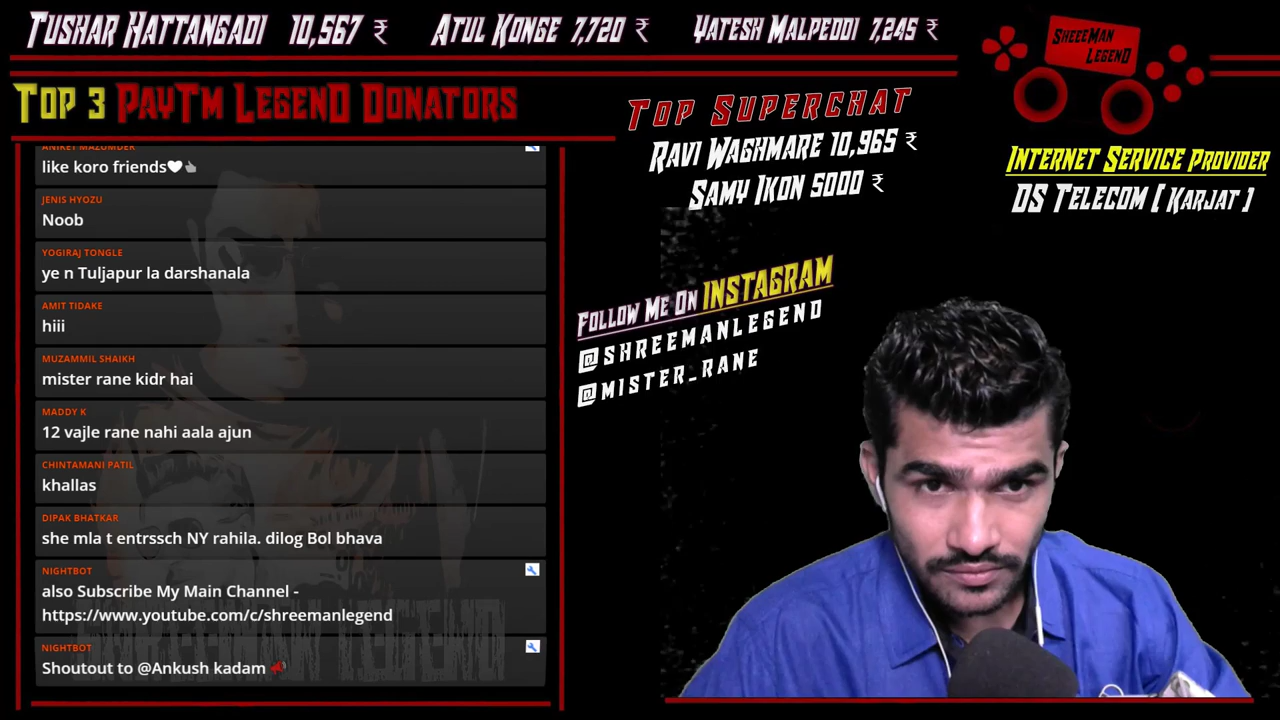 Tushar Hattangadi 10,567 ₹ Atul Konge 7,720 ₹ Yatesh Malpeddi 7,245 ₹
SheeeMan
Legend
Top 3 PayTm Legend Donators
Top Superchat
Ravi Waghmare 10,965 ₹
Samy Ikon 5000 ₹
Internet Service Provider
DS Telecom [ Karjat ]
Follow Me On Instagram
@shreemanlegend
@mister_rane
ANIKET MAZUMDER
like koro friends🖤👍
JENIS HYOZU
Noob
YOGIRAJ TONGLE
ye n Tuljapur la darshanala
AMIT TIDAKE
hiii
MUZAMMIL SHAIKH
mister rane kidr hai
MADDY K
12 vajle rane nahi aala ajun
CHINTAMANI PATIL
khallas
DIPAK BHATKAR
she mla t entrssch NY rahila. dilog Bol bhava
NIGHTBOT
also Subscribe My Main Channel -
https://www.youtube.com/c/shreemanlegend
NIGHTBOT
Shoutout to @Ankush kadam
SHREEMAN LEGEND